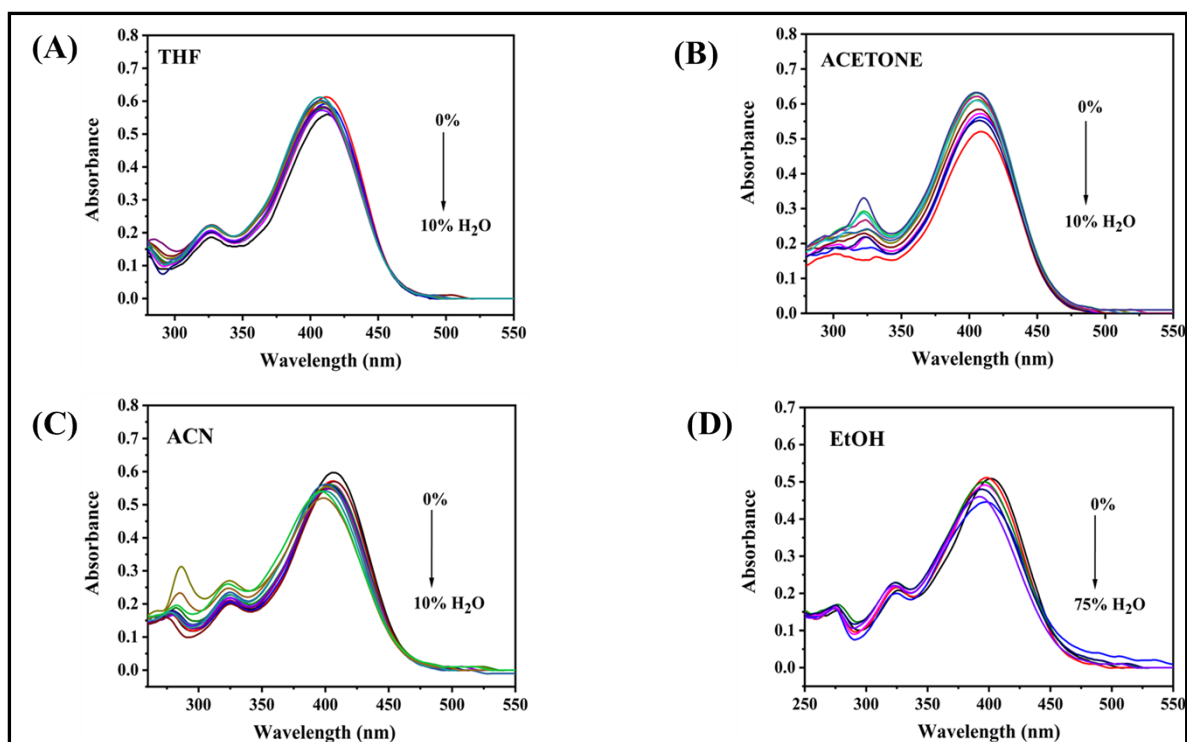 (A)
THF
0.8
0.7
0.6
0.5
0.4
0.3
0.2
0.1
0.0
Absorbance
0%
10% H₂O
300 350 400 450 500 550
Wavelength (nm)
(B)
ACETONE
0.8
0.7
0.6
0.5
0.4
0.3
0.2
0.1
0.0
Absorbance
0%
10% H₂O
300 350 400 450 500 550
Wavelength (nm)
(C)
ACN
0.8
0.7
0.6
0.5
0.4
0.3
0.2
0.1
0.0
Absorbance
0%
10% H₂O
300 350 400 450 500 550
Wavelength (nm)
(D)
EtOH
0.7
0.6
0.5
0.4
0.3
0.2
0.1
0.0
Absorbance
0%
75% H₂O
250 300 350 400 450 500 550
Wavelength (nm)